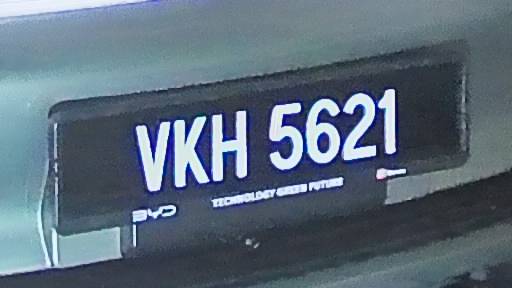 VKH 5621
BYD TECHNOLOGY GREEN FUTURE